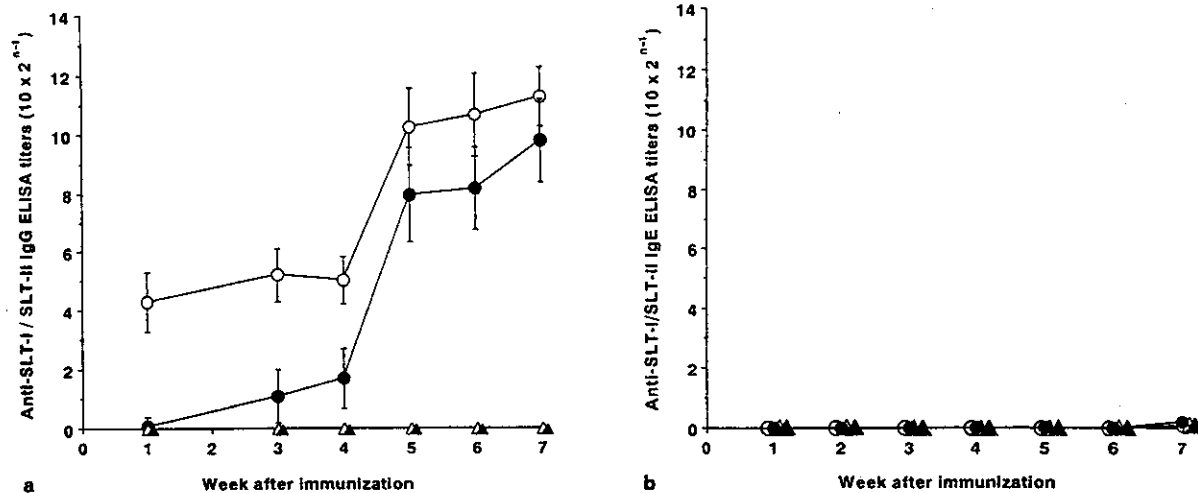 Anti-SLT-I / SLT-II IgG ELISA titers (10 x 2 n-1)
14
12
10
8
6
4
2
0
0 1 2 3 4 5 6 7
Week after immunization
a
Anti-SLT-I/SLT-II IgE ELISA titers (10 x 2 n-1)
14
12
10
8
6
4
2
0
0 1 2 3 4 5 6 7
Week after immunization
b